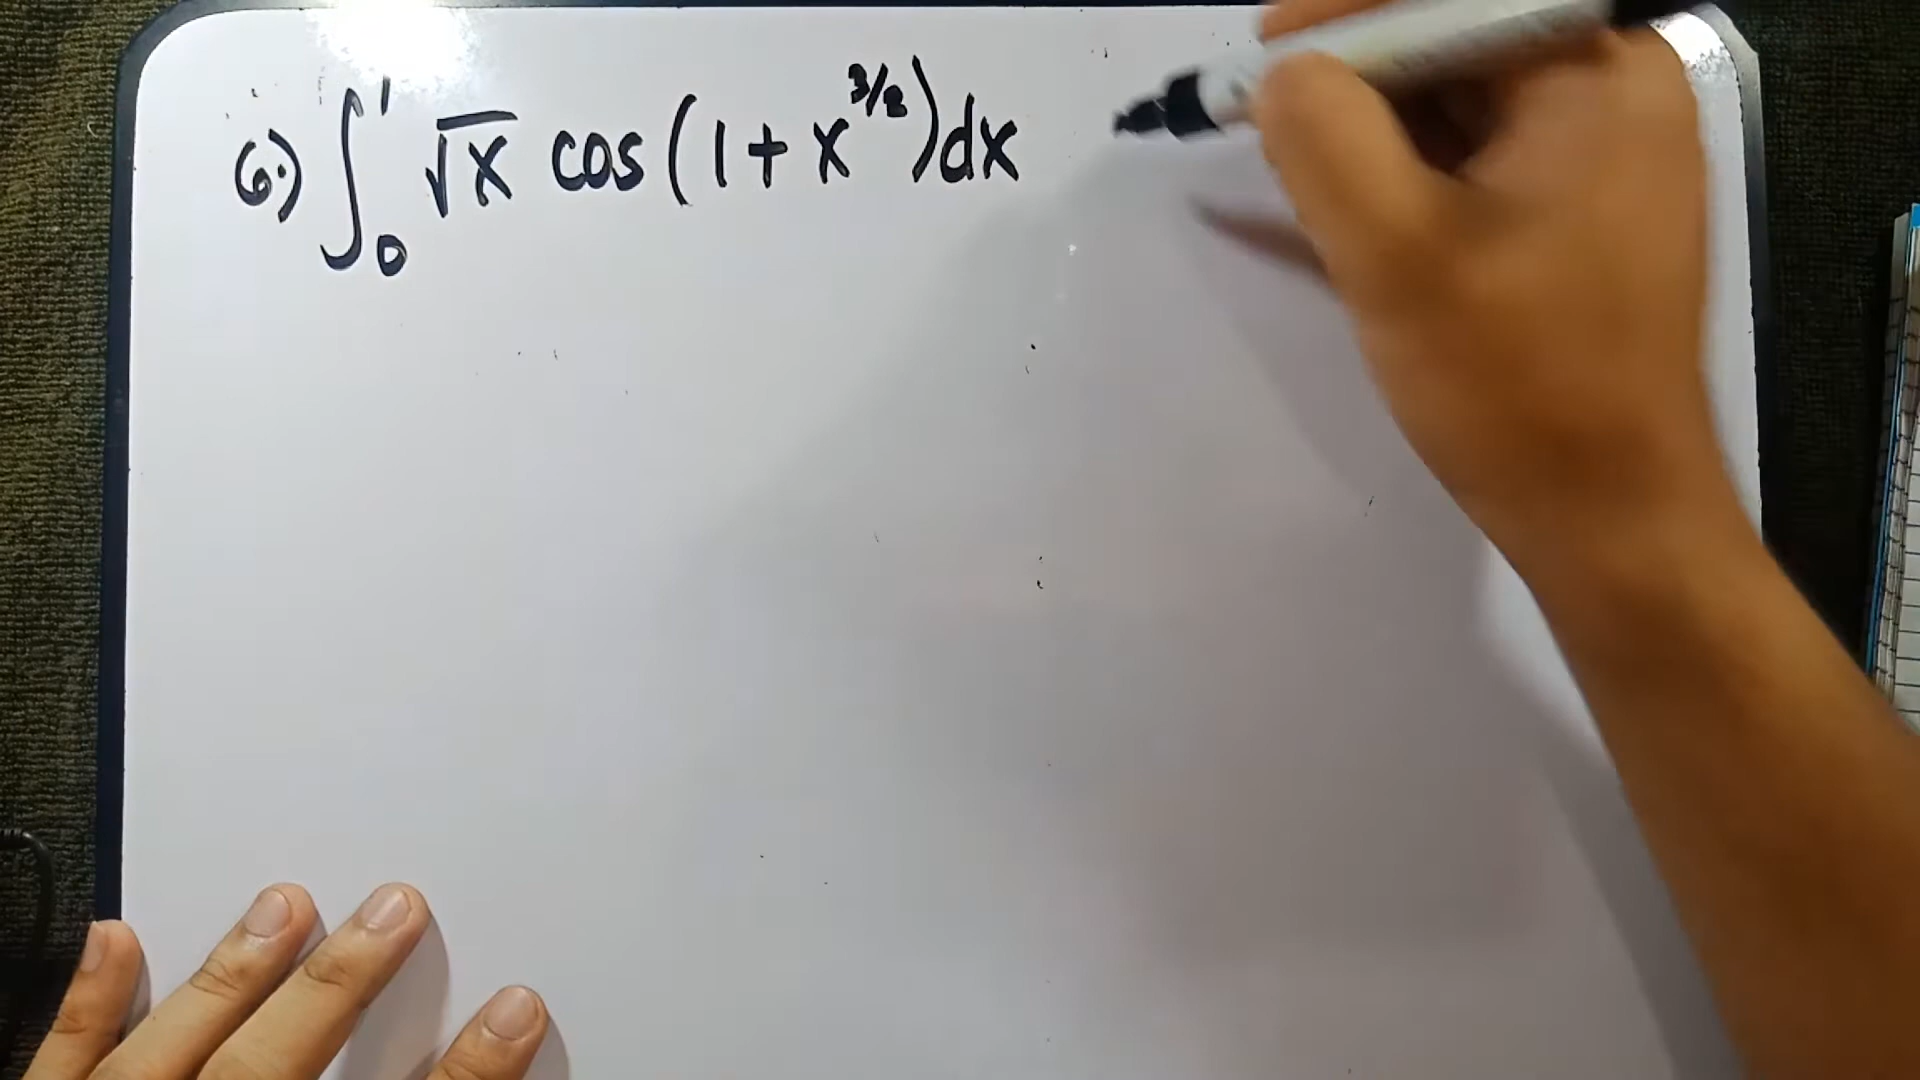 6.) ∫₀¹ √x cos(1 + x^{3/2}) dx